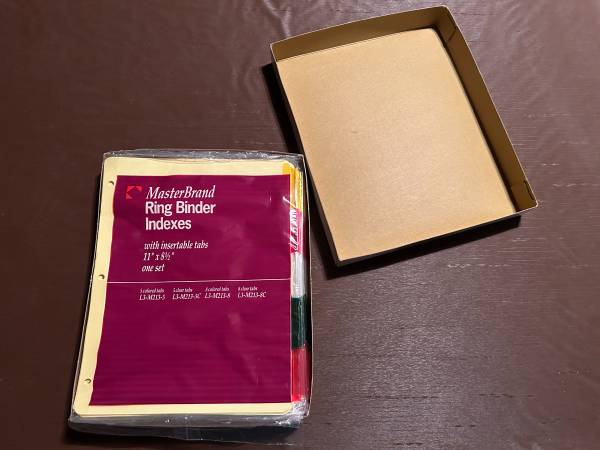 MasterBrand
Ring Binder
Indexes
with insertable tabs
11" x 8½"
one set
5 colored tabs 5 clear tabs 8 colored tabs 8 clear tabs
L3-M213-5 L3-M213-5C L3-M213-8 L3-M213-8C